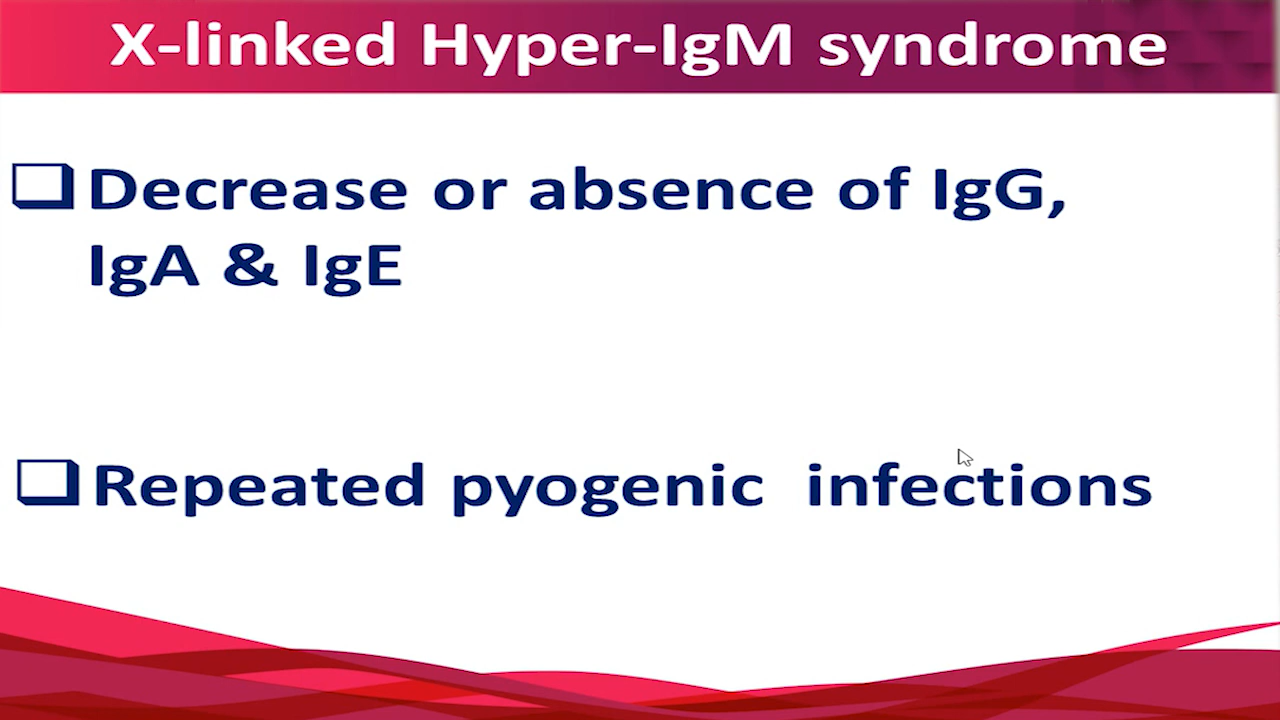 X-linked Hyper-IgM syndrome
Decrease or absence of IgG,
IgA & IgE
Repeated pyogenic infections